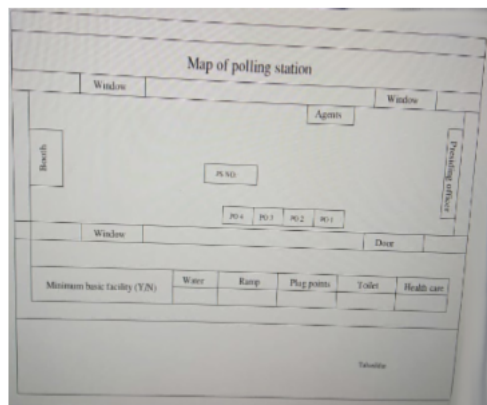 Map of polling station
Window
Window
Agents
Booth
Presiding officer
PS NO.
PO 4 PO 3 PO 2 PO 1
Window
Door
Minimum basic facility (Y/N) Water Ramp Plug points Toilet Health care